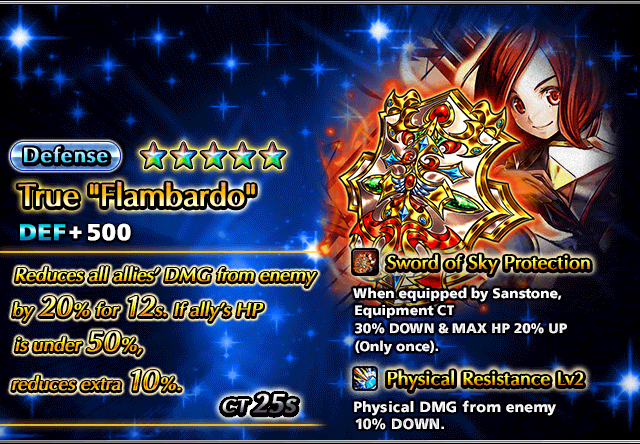 Defense
True "Flambardo"
DEF+500
Reduces all allies' DMG from enemy
by 20% for 12s. If ally's HP
is under 50%,
reduces extra 10%.
CT 25s
Sword of Sky Protection
When equipped by Sanstone,
Equipment CT
30% DOWN & MAX HP 20% UP
(Only once).
Physical Resistance Lv2
Physical DMG from enemy
10% DOWN.